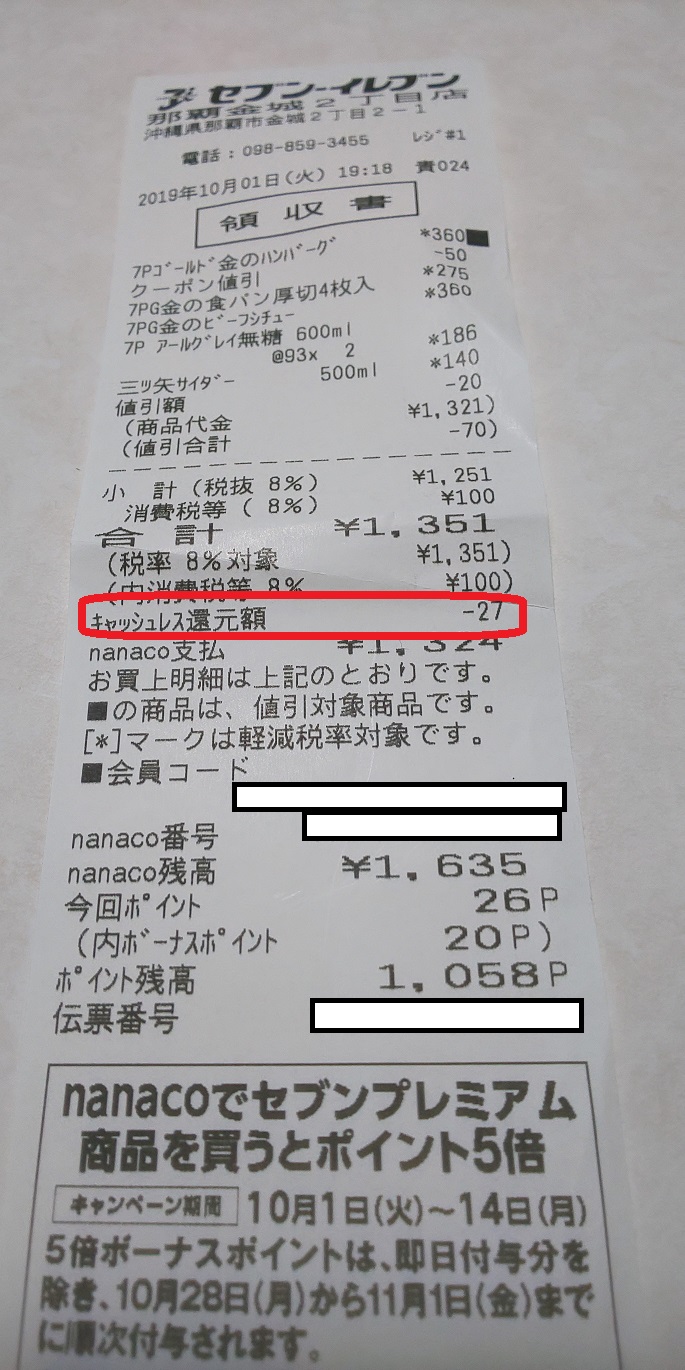 セブン-イレブン
那覇金城2丁目店
沖縄県那覇市金城2丁目2-1
電話:098-859-3455 レジ#1
2019年10月01日(火) 19:18 責024
領収書
7Pゴールド金のハンバーグ *360■
クーポン値引 -50
7PG金の食パン厚切4枚入 *275
7PG金のビーフシチュー *360
7P アールグレイ無糖 600ml
@93x 2 *186
三ツ矢サイダー 500ml *140
値引額 -20
(商品代金 ¥1,321)
(値引合計 -70)
小 計(税抜 8%) ¥1,251
消費税等( 8%) ¥100
合 計 ¥1,351
(税率 8%対象 ¥1,351)
(内消費税等 8% ¥100)
キャッシュレス還元額 -27
nanaco支払 ¥1,324
お買上明細は上記のとおりです。
■の商品は、値引対象商品です。
[*]マークは軽減税率対象です。
■会員コード
nanaco番号
nanaco残高 ¥1,635
今回ポイント 26P
(内ボーナスポイント 20P)
ポイント残高 1,058P
伝票番号
nanacoでセブンプレミアム
商品を買うとポイント5倍
キャンペーン期間 10月1日(火)~14日(月)
5倍ボーナスポイントは、即日付与分を
除き、10月28日(月)から11月1日(金)まで
に順次付与されます。